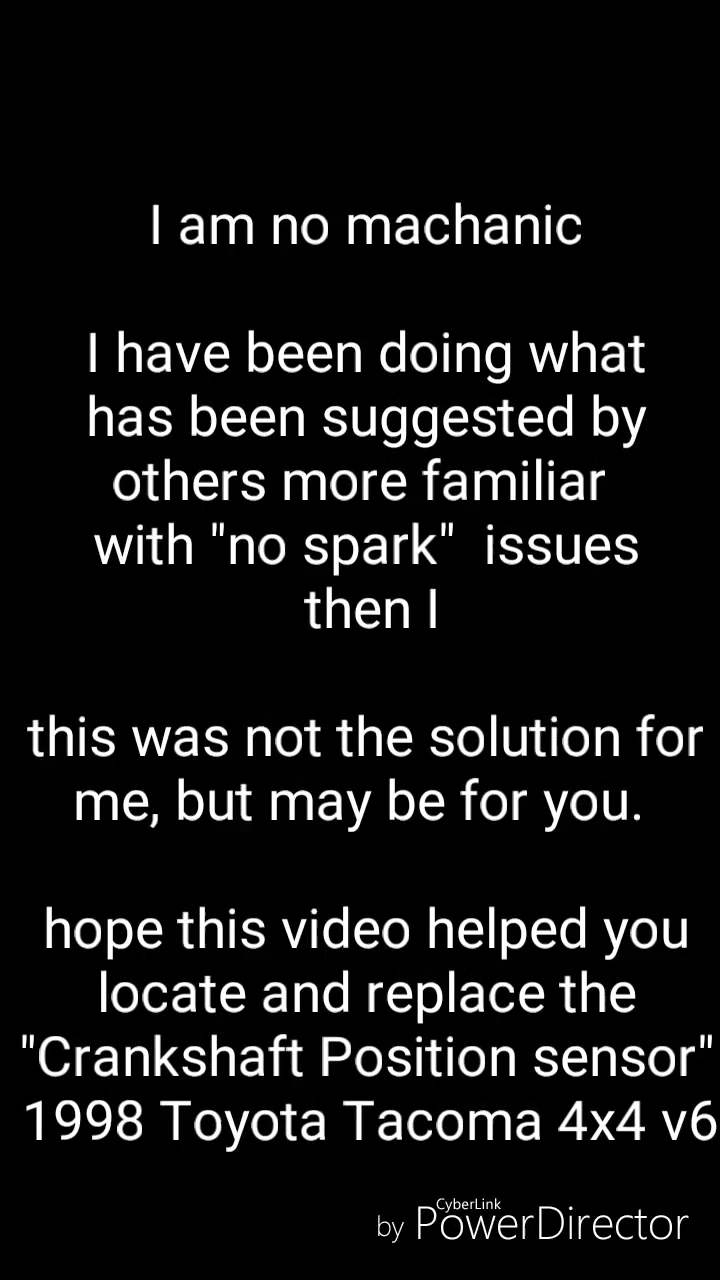 I am no machanic
I have been doing what
has been suggested by
others more familiar
with "no spark"  issues
then I
this was not the solution for
me, but may be for you.
hope this video helped you
locate and replace the
"Crankshaft Position sensor"
1998 Toyota Tacoma 4x4 v6
CyberLink
by PowerDirector